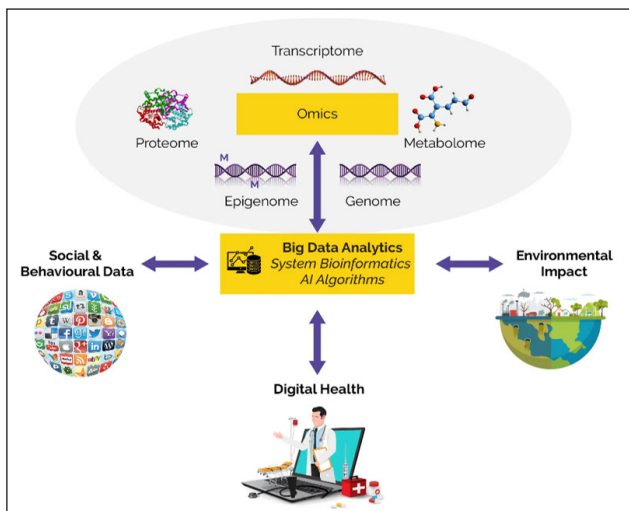 Transcriptome
Omics
Proteome
Metabolome
M
M
Epigenome
Genome
Big Data Analytics
System Bioinformatics
AI Algorithms
Social &
Behavioural Data
Environmental
Impact
Digital Health